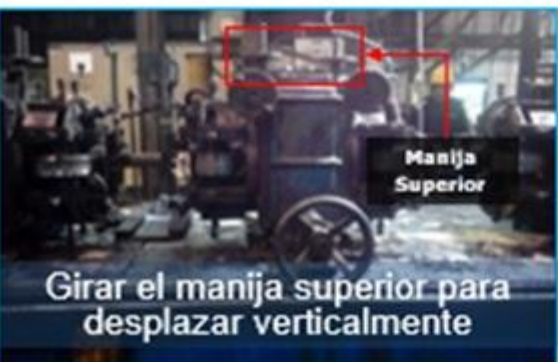 Manija
Superior
Girar el manija superior para
desplazar verticalmente